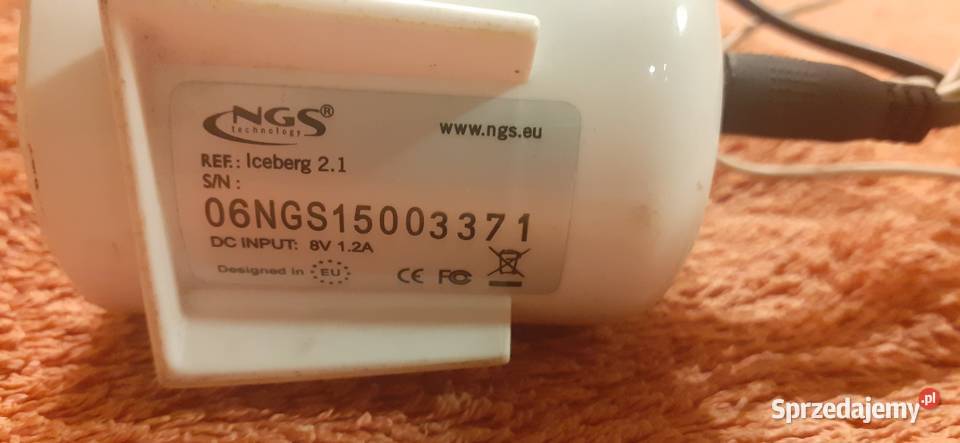 NGS®
technology
www.ngs.eu
REF.: Iceberg 2.1
S/N :
06NGS15003371
DC INPUT: 8V 1.2A
Designed in EU
CE FC
Sprzedajemy.pl